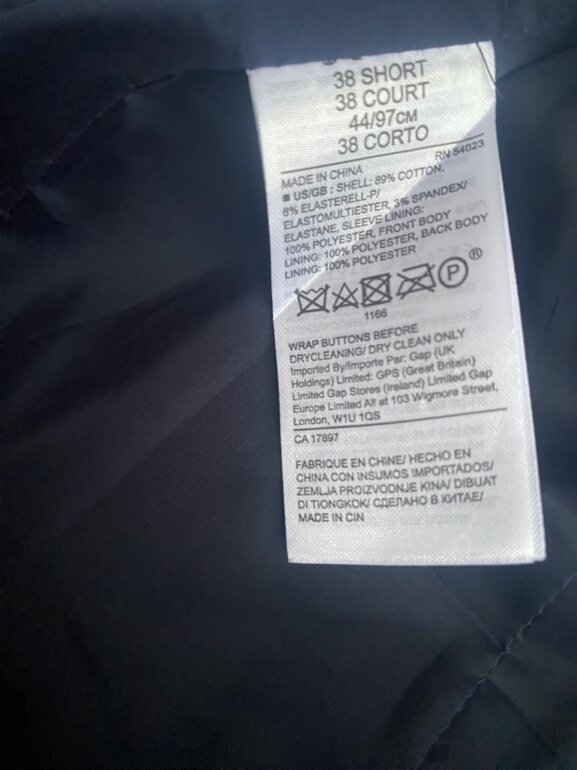 38 SHORT
38 COURT
44/97CM
38 CORTO
RN 54023
MADE IN CHINA
■ US/GB : SHELL: 89% COTTON,
8% ELASTERELL-P/
ELASTOMULTIESTER, 3% SPANDEX/
ELASTANE, SLEEVE LINING:
100% POLYESTER, FRONT BODY
LINING: 100% POLYESTER, BACK BODY
LINING: 100% POLYESTER
P ®
1166
WRAP BUTTONS BEFORE
DRYCLEANING/ DRY CLEAN ONLY
Imported By/Importe Par: Gap (UK
Holdings) Limited: GPS (Great Britain)
Limited Gap Stores (Ireland) Limited Gap
Europe Limited All at 103 Wigmore Street,
London, W1U 1QS
CA 17897
FABRIQUE EN CHINE/ HECHO EN
CHINA CON INSUMOS IMPORTADOS/
ZEMLJA PROIZVODNJE KINA/ DIBUAT
DI TIONGKOK/ СДЕЛАНО В КИТАЕ/
MADE IN CIN